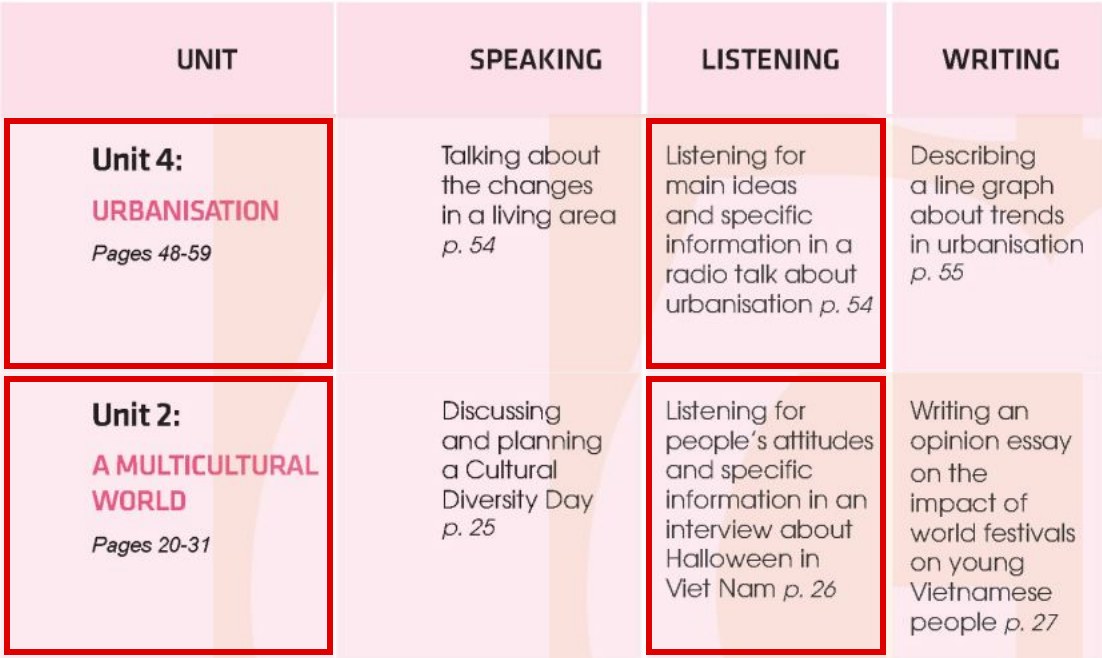 UNIT
SPEAKING
LISTENING
WRITING
Unit 4:
URBANISATION
Pages 48-59
Talking about
the changes
in a living area
p. 54
Listening for
main ideas
and specific
information in a
radio talk about
urbanisation p. 54
Describing
a line graph
about trends
in urbanisation
p. 55
Unit 2:
A MULTICULTURAL
WORLD
Pages 20-31
Discussing
and planning
a Cultural
Diversity Day
p. 25
Listening for
people's attitudes
and specific
information in an
interview about
Halloween in
Viet Nam p. 26
Writing an
opinion essay
on the
impact of
world festivals
on young
Vietnamese
people p. 27